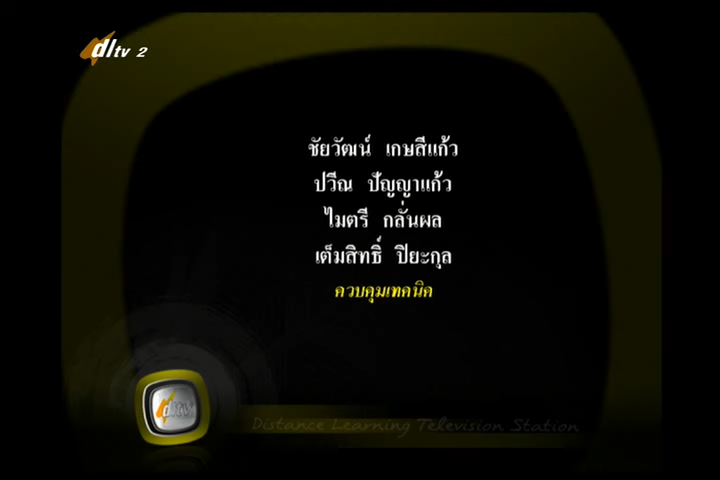 dltv 2
ชัยวัฒน์ เกษสีแก้ว
ปวีณ ปัญญาแก้ว
ไมตรี กลั่นผล
เต็มสิทธิ์ ปิยะกุล
ควบคุมเทคนิค
dltv
Distance Learning Television Station